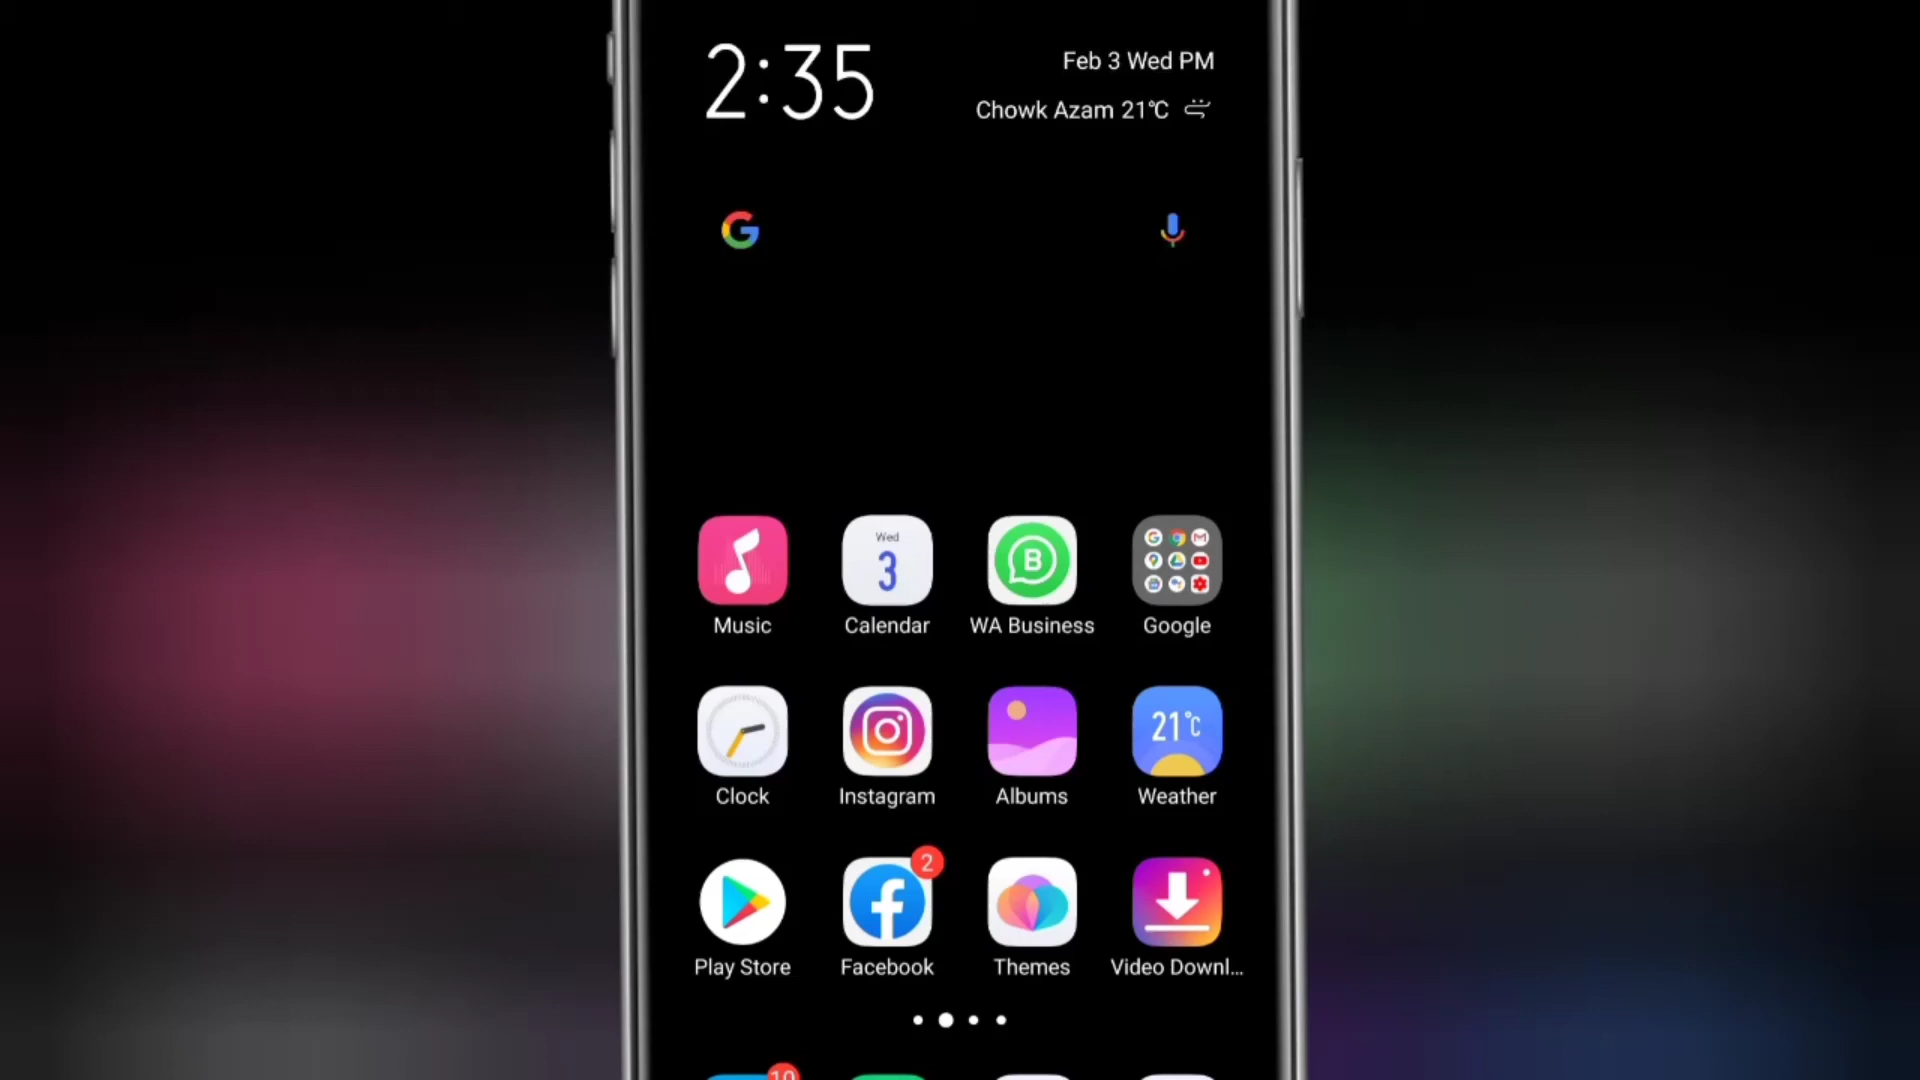 2:35
Feb 3 Wed PM
Chowk Azam 21°C
Wed
3
B
Music
Calendar
WA Business
Google
21°C
Clock
Instagram
Albums
Weather
2
Play Store
Facebook
Themes
Video Downl...
10